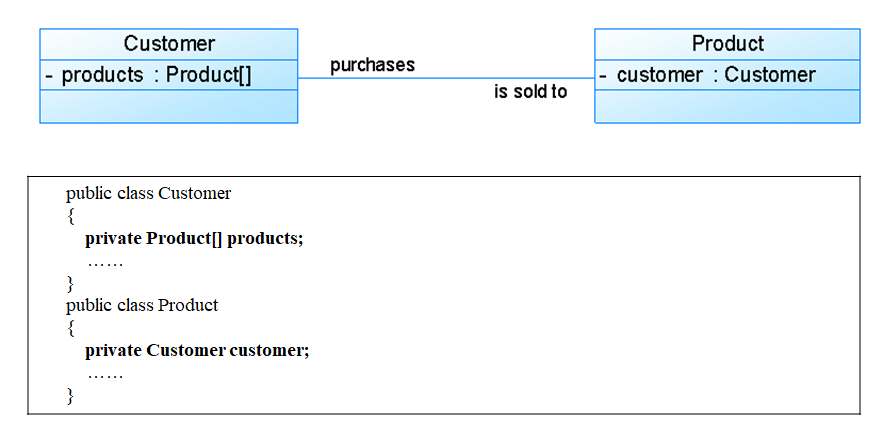 Customer
- products : Product[]
purchases
is sold to
Product
- customer : Customer
public class Customer
{
private Product[] products;
……
}
public class Product
{
private Customer customer;
……
}